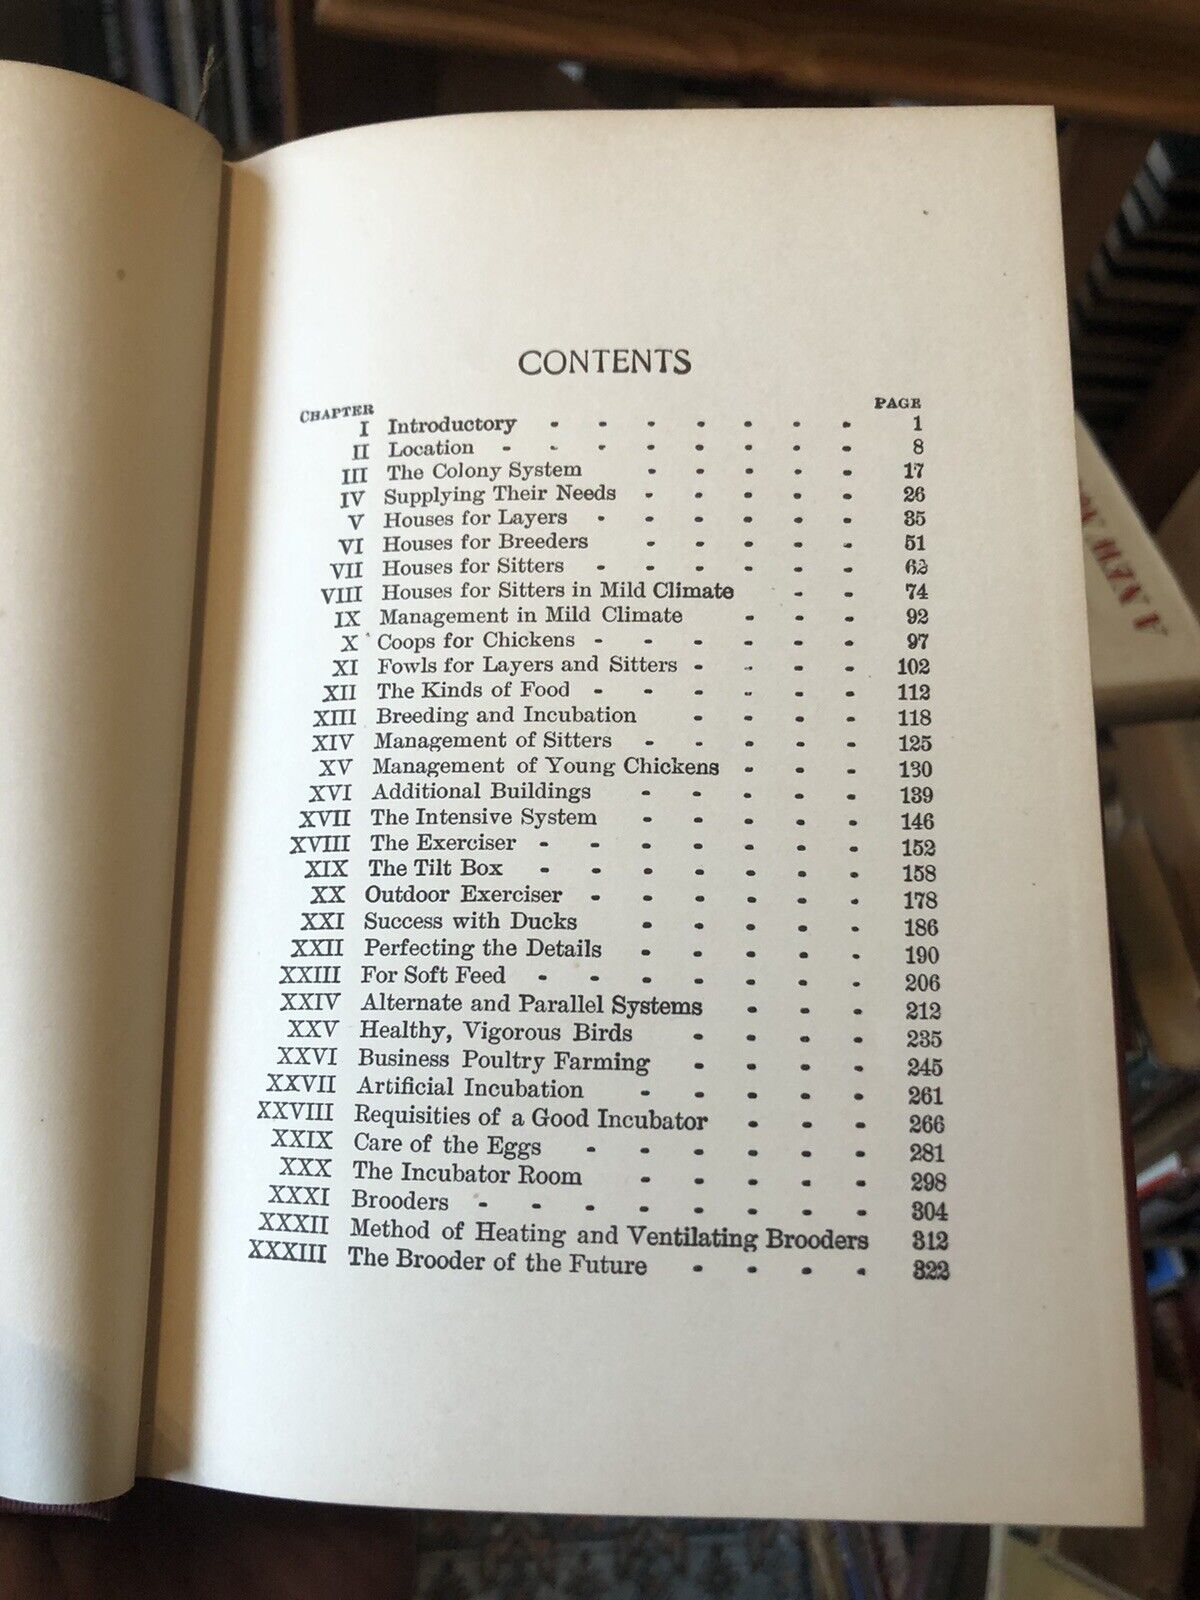 CONTENTS
CHAPTER PAGE
I Introductory - - - - - - - 1
II Location - - - - - - - - 8
III The Colony System - - - - - 17
IV Supplying Their Needs - - - - - 26
V Houses for Layers - - - - - - 35
VI Houses for Breeders - - - - - 51
VII Houses for Sitters - - - - - - 62
VIII Houses for Sitters in Mild Climate - - 74
IX Management in Mild Climate - - - 92
X Coops for Chickens - - - - - - 97
XI Fowls for Layers and Sitters - - - - 102
XII The Kinds of Food - - - - - - 112
XIII Breeding and Incubation - - - - 118
XIV Management of Sitters - - - - - 125
XV Management of Young Chickens - - - 130
XVI Additional Buildings - - - - - 139
XVII The Intensive System - - - - - 146
XVIII The Exerciser - - - - - - - 152
XIX The Tilt Box - - - - - - - 158
XX Outdoor Exerciser - - - - - - 178
XXI Success with Ducks - - - - - 186
XXII Perfecting the Details - - - - - 190
XXIII For Soft Feed - - - - - - - 206
XXIV Alternate and Parallel Systems - - - 212
XXV Healthy, Vigorous Birds - - - - 235
XXVI Business Poultry Farming - - - - 245
XXVII Artificial Incubation - - - - - 261
XXVIII Requisities of a Good Incubator - - - 266
XXIX Care of the Eggs - - - - - - 281
XXX The Incubator Room - - - - - 298
XXXI Brooders - - - - - - - - 304
XXXII Method of Heating and Ventilating Brooders 312
XXXIII The Brooder of the Future - - - - 322
A NEW